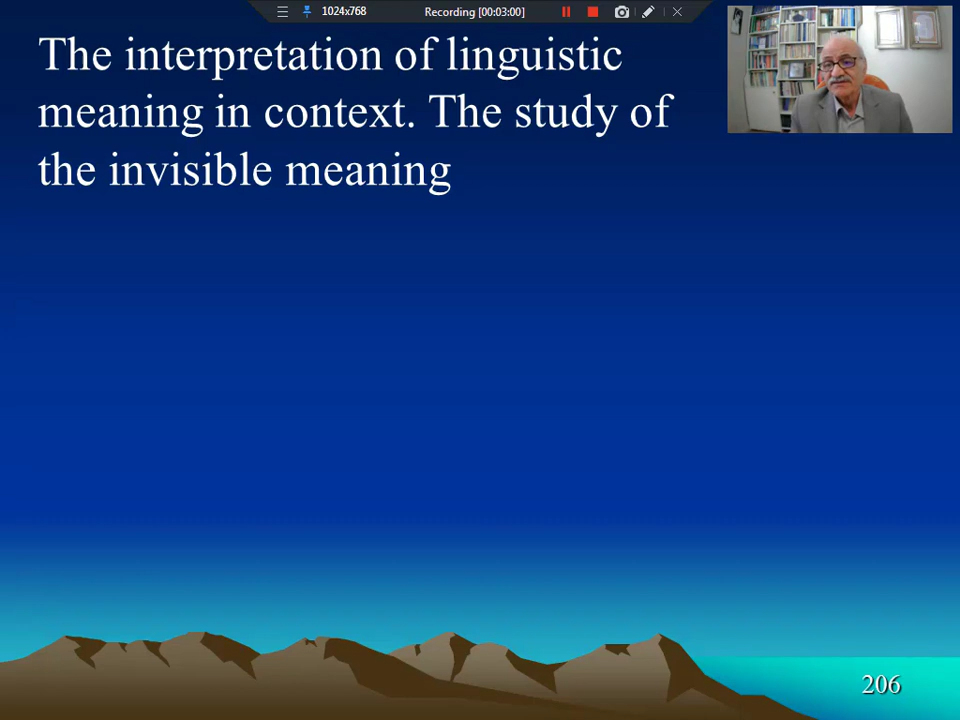 1024x768 Recording [00:03:00]
The interpretation of linguistic
meaning in context. The study of
the invisible meaning
206